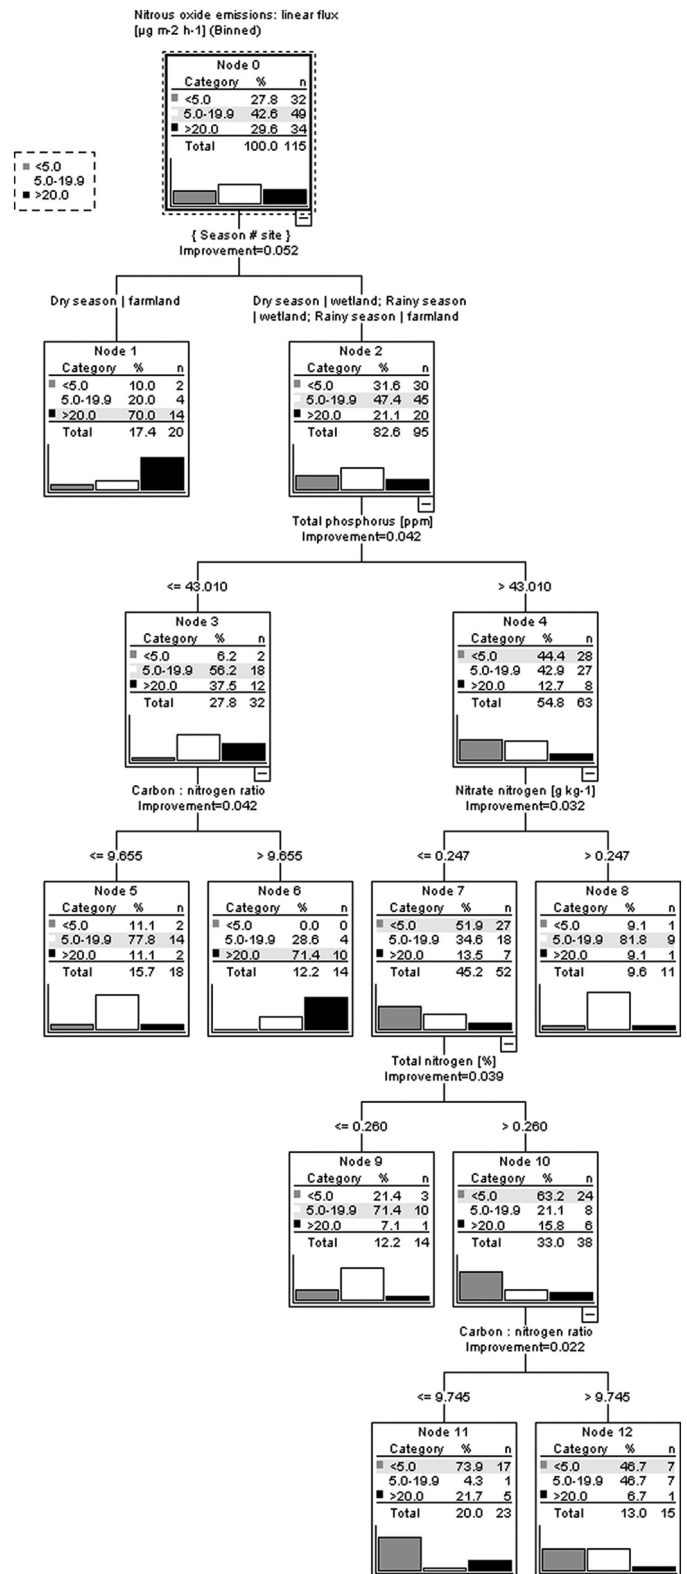 Nitrous oxide emissions: linear flux
[µg m-2 h-1] (Binned)
Node 0
Category % n
<5.0 27.8 32
5.0-19.9 42.6 49
>20.0 29.6 34
Total 100.0 115
<5.0
5.0-19.9
>20.0
{ Season # site }
Improvement=0.052
Dry season | farmland
Dry season | wetland; Rainy season
| wetland; Rainy season | farmland
Node 1
Category % n
<5.0 10.0 2
5.0-19.9 20.0 4
>20.0 70.0 14
Total 17.4 20
Node 2
Category % n
<5.0 31.6 30
5.0-19.9 47.4 45
>20.0 21.1 20
Total 82.6 95
Total phosphorus [ppm]
Improvement=0.042
<= 43.010
> 43.010
Node 3
Category % n
<5.0 6.2 2
5.0-19.9 56.2 18
>20.0 37.5 12
Total 27.8 32
Node 4
Category % n
<5.0 44.4 28
5.0-19.9 42.9 27
>20.0 12.7 8
Total 54.8 63
Carbon : nitrogen ratio
Improvement=0.042
Nitrate nitrogen [g kg-1]
Improvement=0.032
<= 9.655
> 9.655
<= 0.247
> 0.247
Node 5
Category % n
<5.0 11.1 2
5.0-19.9 77.8 14
>20.0 11.1 2
Total 15.7 18
Node 6
Category % n
<5.0 0.0 0
5.0-19.9 28.6 4
>20.0 71.4 10
Total 12.2 14
Node 7
Category % n
<5.0 51.9 27
5.0-19.9 34.6 18
>20.0 13.5 7
Total 45.2 52
Node 8
Category % n
<5.0 9.1 1
5.0-19.9 81.8 9
>20.0 9.1 1
Total 9.6 11
Total nitrogen [%]
Improvement=0.039
<= 0.260
> 0.260
Node 9
Category % n
<5.0 21.4 3
5.0-19.9 71.4 10
>20.0 7.1 1
Total 12.2 14
Node 10
Category % n
<5.0 63.2 24
5.0-19.9 21.1 8
>20.0 15.8 6
Total 33.0 38
Carbon : nitrogen ratio
Improvement=0.022
<= 9.745
> 9.745
Node 11
Category % n
<5.0 73.9 17
5.0-19.9 4.3 1
>20.0 21.7 5
Total 20.0 23
Node 12
Category % n
<5.0 46.7 7
5.0-19.9 46.7 7
>20.0 6.7 1
Total 13.0 15